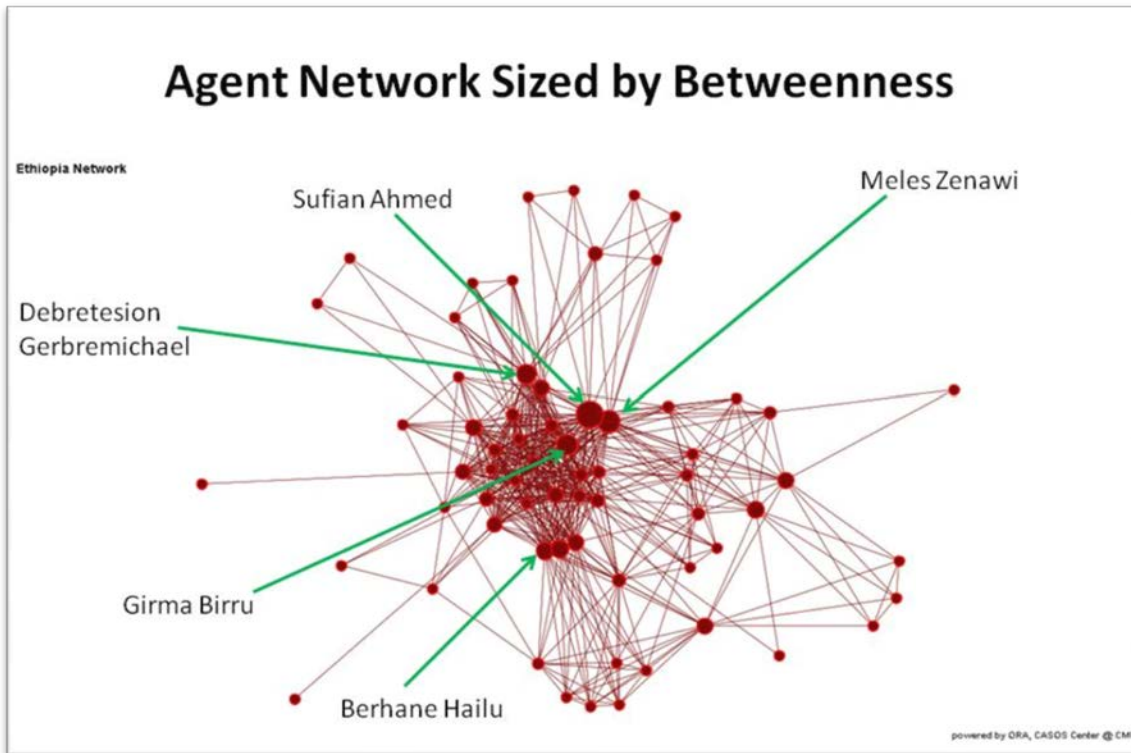 Agent Network Sized by Betweenness
Ethiopia Network
Sufian Ahmed
Meles Zenawi
Debretesion
Gerbremichael
Girma Birru
Berhane Hailu
powered by ORA, CASOS Center @ CM